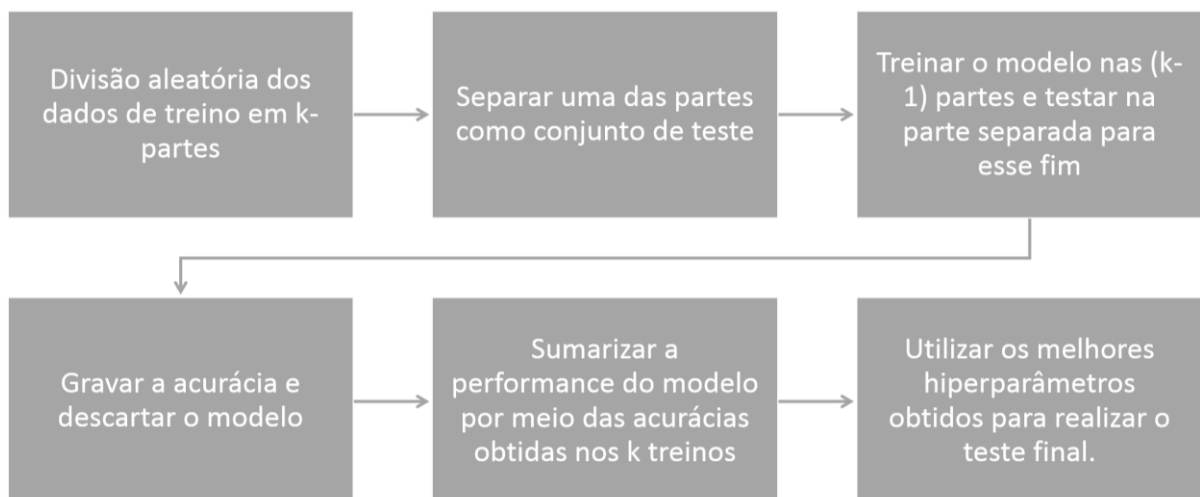 Divisão aleatória dos
dados de treino em k-
partes
Separar uma das partes
como conjunto de teste
Treinar o modelo nas (k-
1) partes e testar na
parte separada para
esse fim
Gravar a acurácia e
descartar o modelo
Sumarizar a
performance do modelo
por meio das acurácias
obtidas nos k treinos
Utilizar os melhores
hiperparâmetros
obtidos para realizar o
teste final.